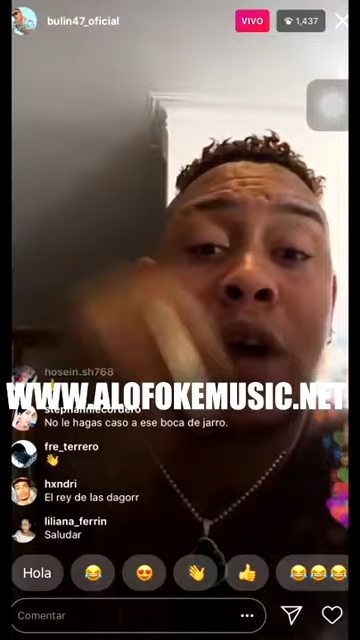 bulin47_oficial
VIVO
1,437
hosein.sh768
WWW.ALOFOKEMUSIC.NET
stephanniecordero
No le hagas caso a ese boca de jarro.
fre_terrero
hxndri
El rey de las dagorr
liliana_ferrin
Saludar
Hola
Comentar